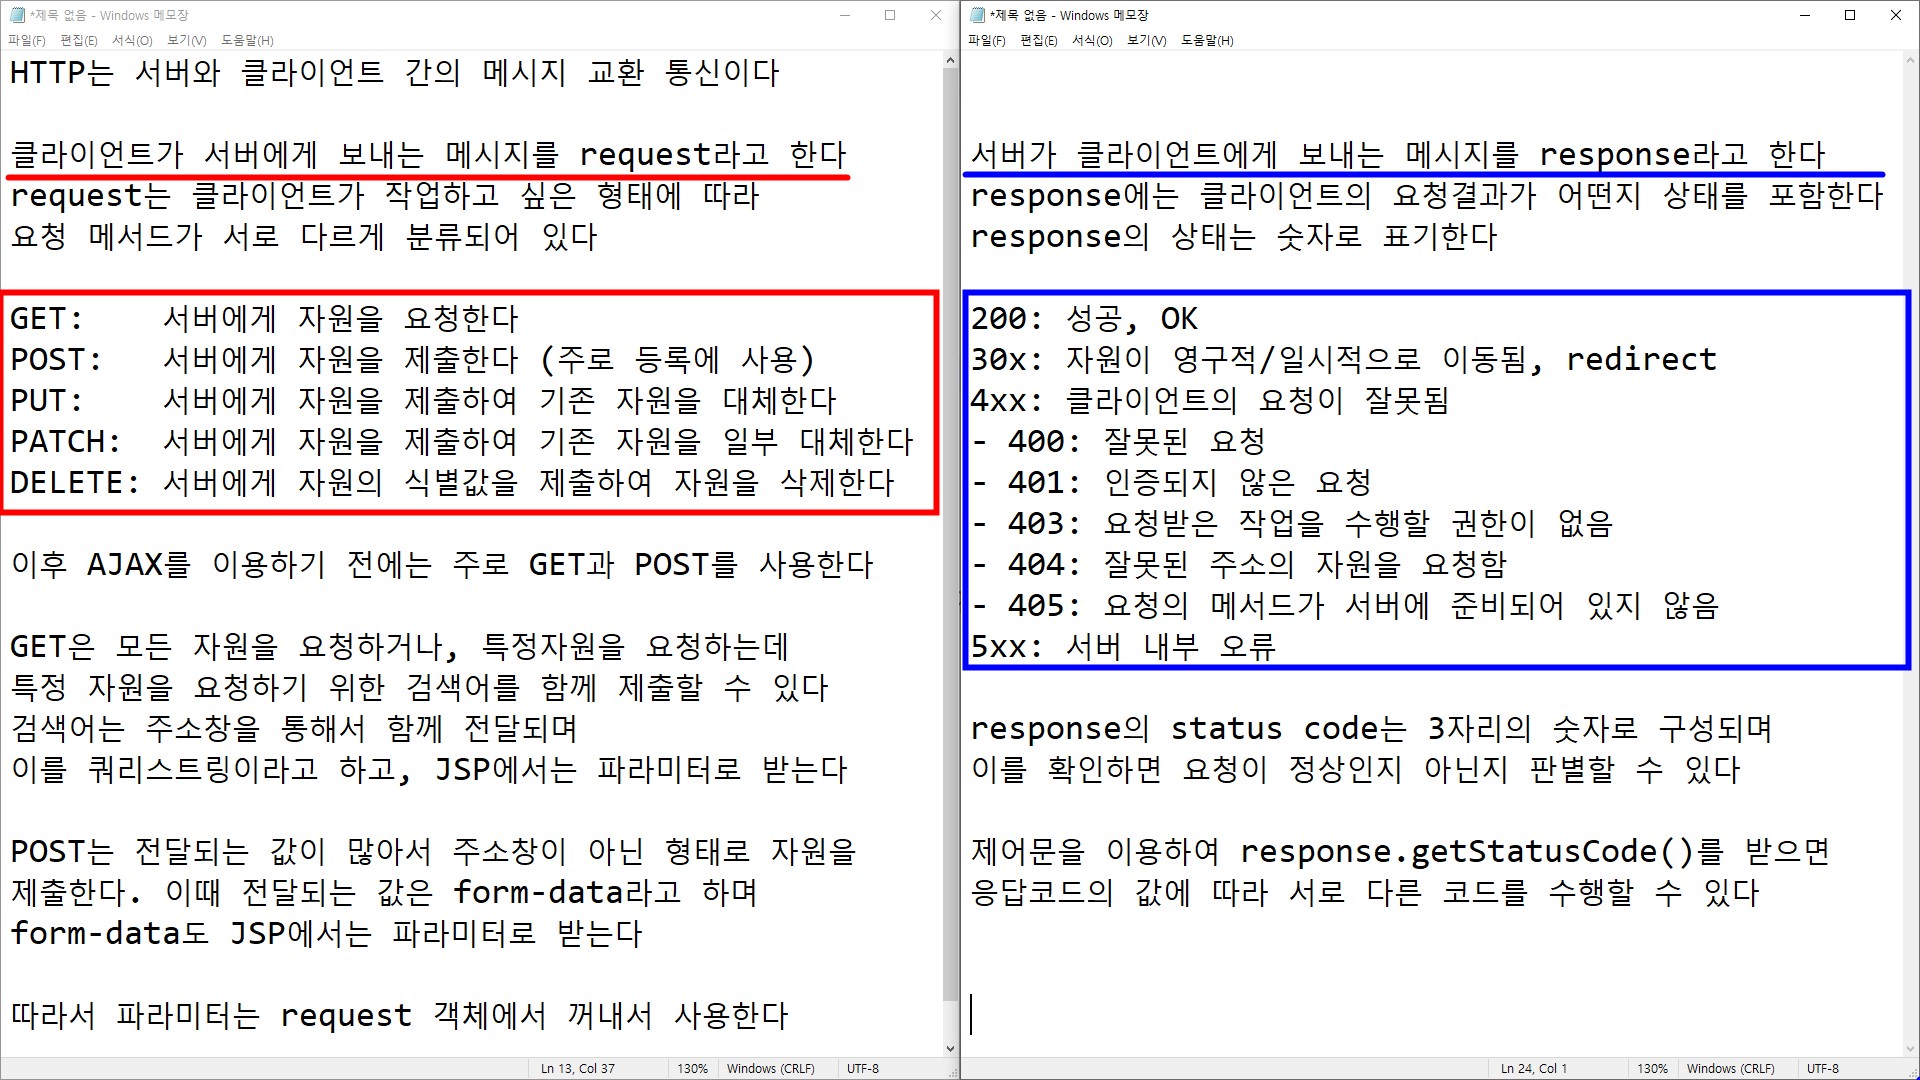 *제목 없음 - Windows 메모장
파일(F) 편집(E) 서식(O) 보기(V) 도움말(H)
HTTP는 서버와 클라이언트 간의 메시지 교환 통신이다
클라이언트가 서버에게 보내는 메시지를 request라고 한다
request는 클라이언트가 작업하고 싶은 형태에 따라
요청 메서드가 서로 다르게 분류되어 있다
GET: 서버에게 자원을 요청한다
POST: 서버에게 자원을 제출한다 (주로 등록에 사용)
PUT: 서버에게 자원을 제출하여 기존 자원을 대체한다
PATCH: 서버에게 자원을 제출하여 기존 자원을 일부 대체한다
DELETE: 서버에게 자원의 식별값을 제출하여 자원을 삭제한다
이후 AJAX를 이용하기 전에는 주로 GET과 POST를 사용한다
GET은 모든 자원을 요청하거나, 특정자원을 요청하는데
특정 자원을 요청하기 위한 검색어를 함께 제출할 수 있다
검색어는 주소창을 통해서 함께 전달되며
이를 쿼리스트링이라고 하고, JSP에서는 파라미터로 받는다
POST는 전달되는 값이 많아서 주소창이 아닌 형태로 자원을
제출한다. 이때 전달되는 값은 form-data라고 하며
form-data도 JSP에서는 파라미터로 받는다
따라서 파라미터는 request 객체에서 꺼내서 사용한다
Ln 13, Col 37 130% Windows (CRLF) UTF-8
*제목 없음 - Windows 메모장
파일(F) 편집(E) 서식(O) 보기(V) 도움말(H)
서버가 클라이언트에게 보내는 메시지를 response라고 한다
response에는 클라이언트의 요청결과가 어떤지 상태를 포함한다
response의 상태는 숫자로 표기한다
200: 성공, OK
30x: 자원이 영구적/일시적으로 이동됨, redirect
4xx: 클라이언트의 요청이 잘못됨
- 400: 잘못된 요청
- 401: 인증되지 않은 요청
- 403: 요청받은 작업을 수행할 권한이 없음
- 404: 잘못된 주소의 자원을 요청함
- 405: 요청의 메서드가 서버에 준비되어 있지 않음
5xx: 서버 내부 오류
response의 status code는 3자리의 숫자로 구성되며
이를 확인하면 요청이 정상인지 아닌지 판별할 수 있다
제어문을 이용하여 response.getStatusCode()를 받으면
응답코드의 값에 따라 서로 다른 코드를 수행할 수 있다
Ln 24, Col 1 130% Windows (CRLF) UTF-8